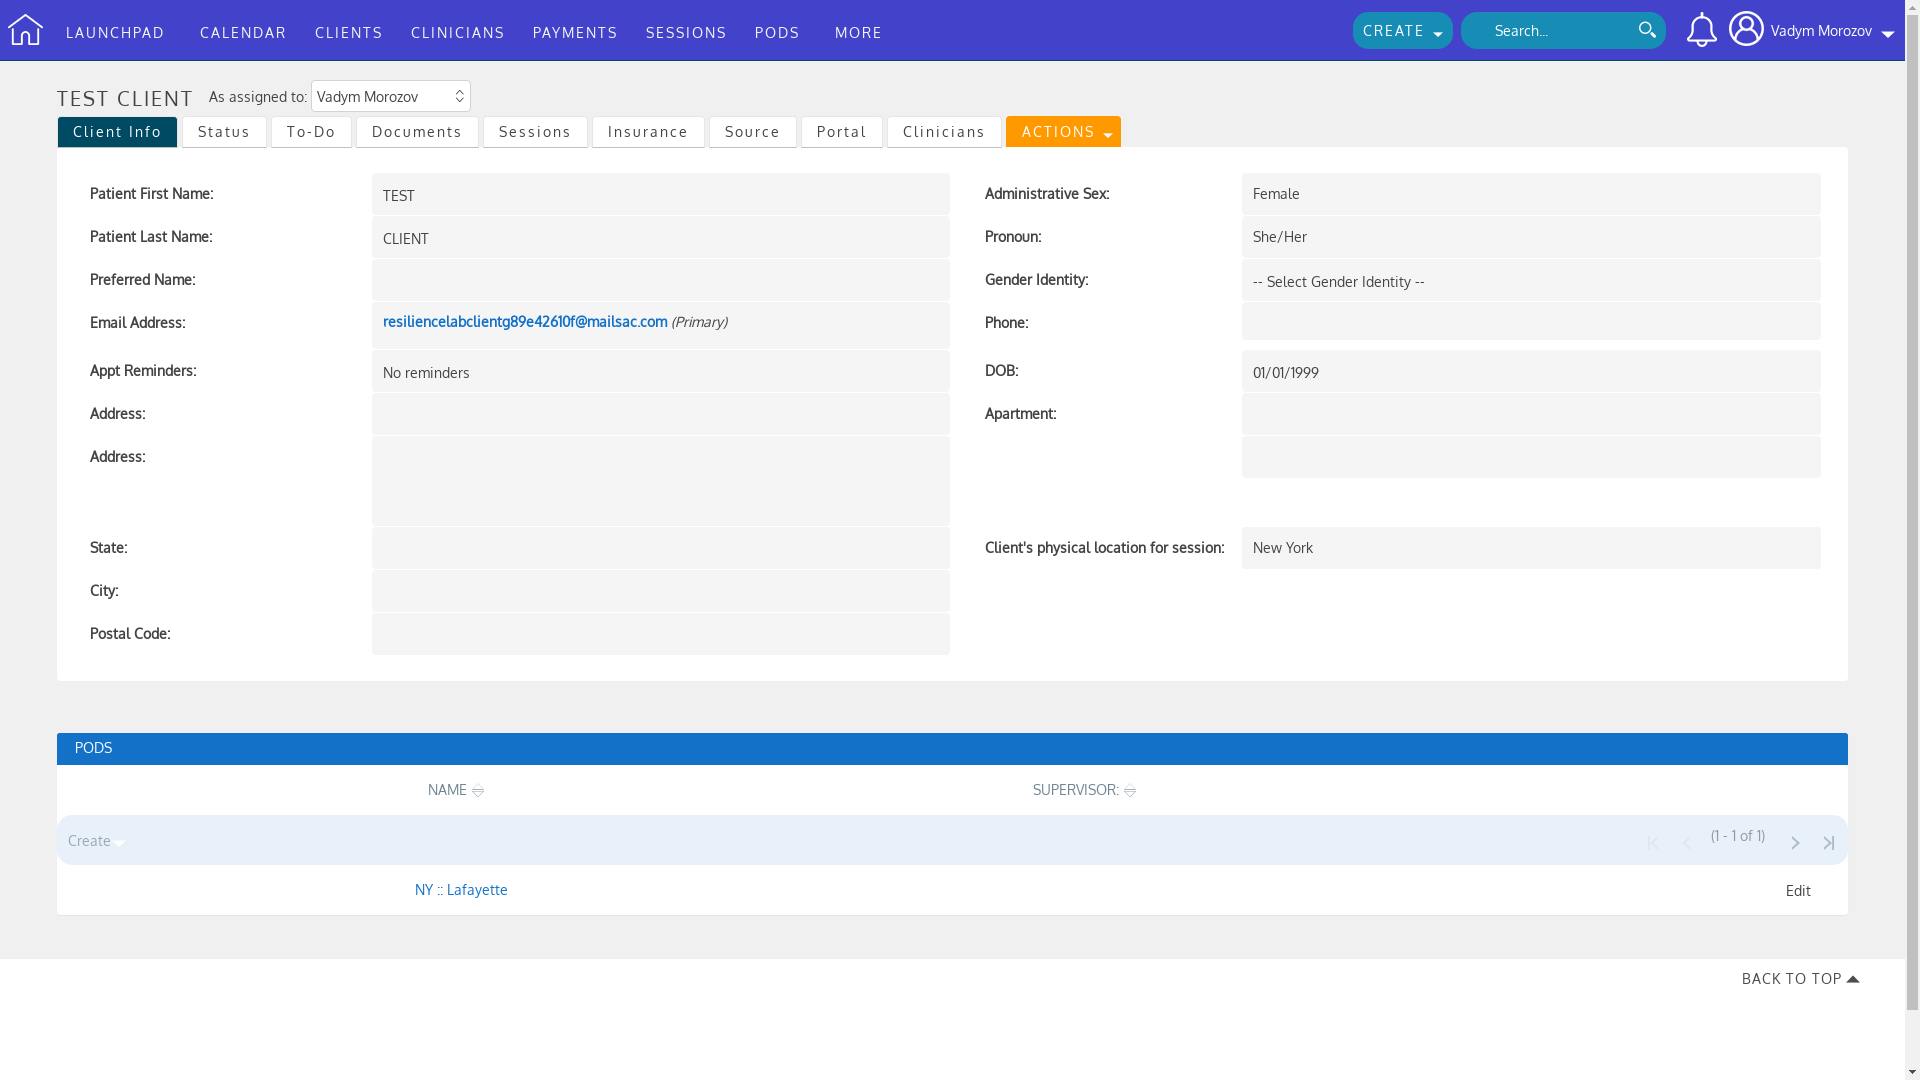 LAUNCHPAD CALENDAR CLIENTS CLINICIANS PAYMENTS SESSIONS PODS MORE CREATE Search... Vadym Morozov
TEST CLIENT As assigned to: Vadym Morozov
Client Info Status To-Do Documents Sessions Insurance Source Portal Clinicians ACTIONS
Patient First Name: TEST Administrative Sex: Female
Patient Last Name: CLIENT Pronoun: She/Her
Preferred Name: Gender Identity: -- Select Gender Identity --
Email Address: resiliencelabclientg89e42610f@mailsac.com (Primary) Phone:
Appt Reminders: No reminders DOB: 01/01/1999
Address: Apartment:
Address:
State: Client's physical location for session: New York
City:
Postal Code:
PODS
NAME SUPERVISOR:
Create (1 - 1 of 1)
NY :: Lafayette Edit
BACK TO TOP